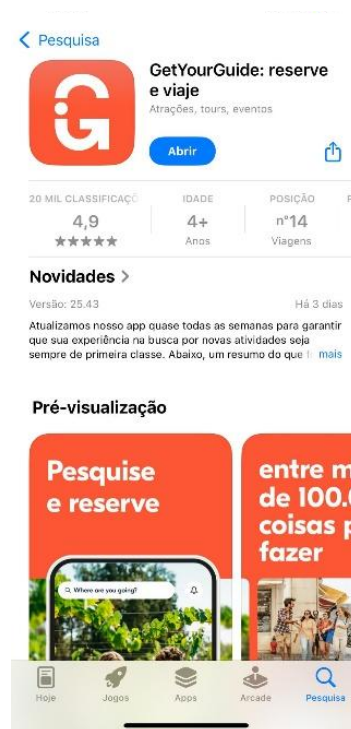 Pesquisa
GetYourGuide: reserve
e viaje
Atrações, tours, eventos
Abrir
20 MIL CLASSIFICAÇÕ
IDADE
POSIÇÃO
4,9
4+
nº14
Anos
Viagens
Novidades
Versão: 25.43
Há 3 dias
Atualizamos nosso app quase todas as semanas para garantir
que sua experiência na busca por novas atividades seja
sempre de primeira classe. Abaixo, um resumo do que mais
Pré-visualização
Pesquise
e reserve
Where are you going?
entre m
de 100.
coisas p
fazer
Hoje
Jogos
Apps
Arcade
Pesquisa